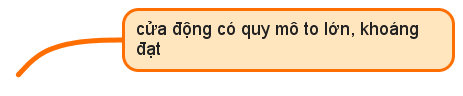 cửa động có quy mô to lớn, khoáng
đạt